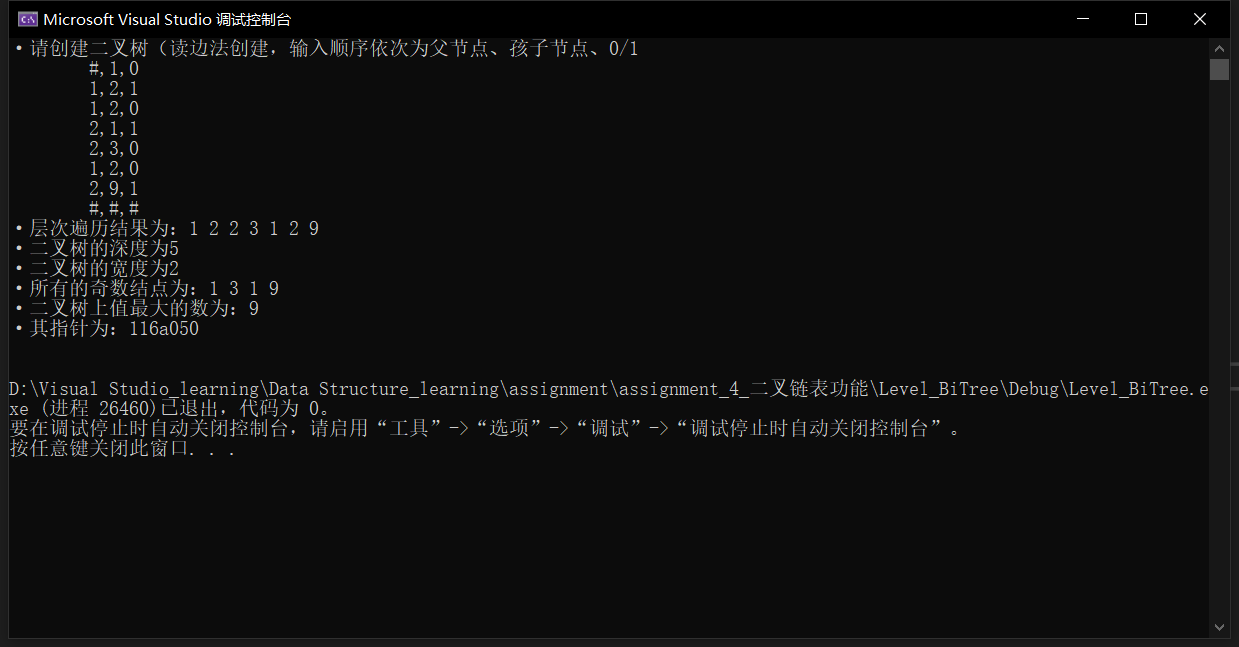 Microsoft Visual Studio 调试控制台
·请创建二叉树（读边法创建，输入顺序依次为父节点、孩子节点、0/1
#,1,0
1,2,1
1,2,0
2,1,1
2,3,0
1,2,0
2,9,1
#,#,#
·层次遍历结果为：1 2 2 3 1 2 9
·二叉树的深度为5
·二叉树的宽度为2
·所有的奇数结点为：1 3 1 9
·二叉树上值最大的数为：9
·其指针为：116a050
D:\Visual Studio_learning\Data Structure_learning\assignment\assignment_4_二叉链表功能\Level_BiTree\Debug\Level_BiTree.e
xe (进程 26460)已退出，代码为 0。
要在调试停止时自动关闭控制台，请启用“工具”->“选项”->“调试”->“调试停止时自动关闭控制台”。
按任意键关闭此窗口. . .